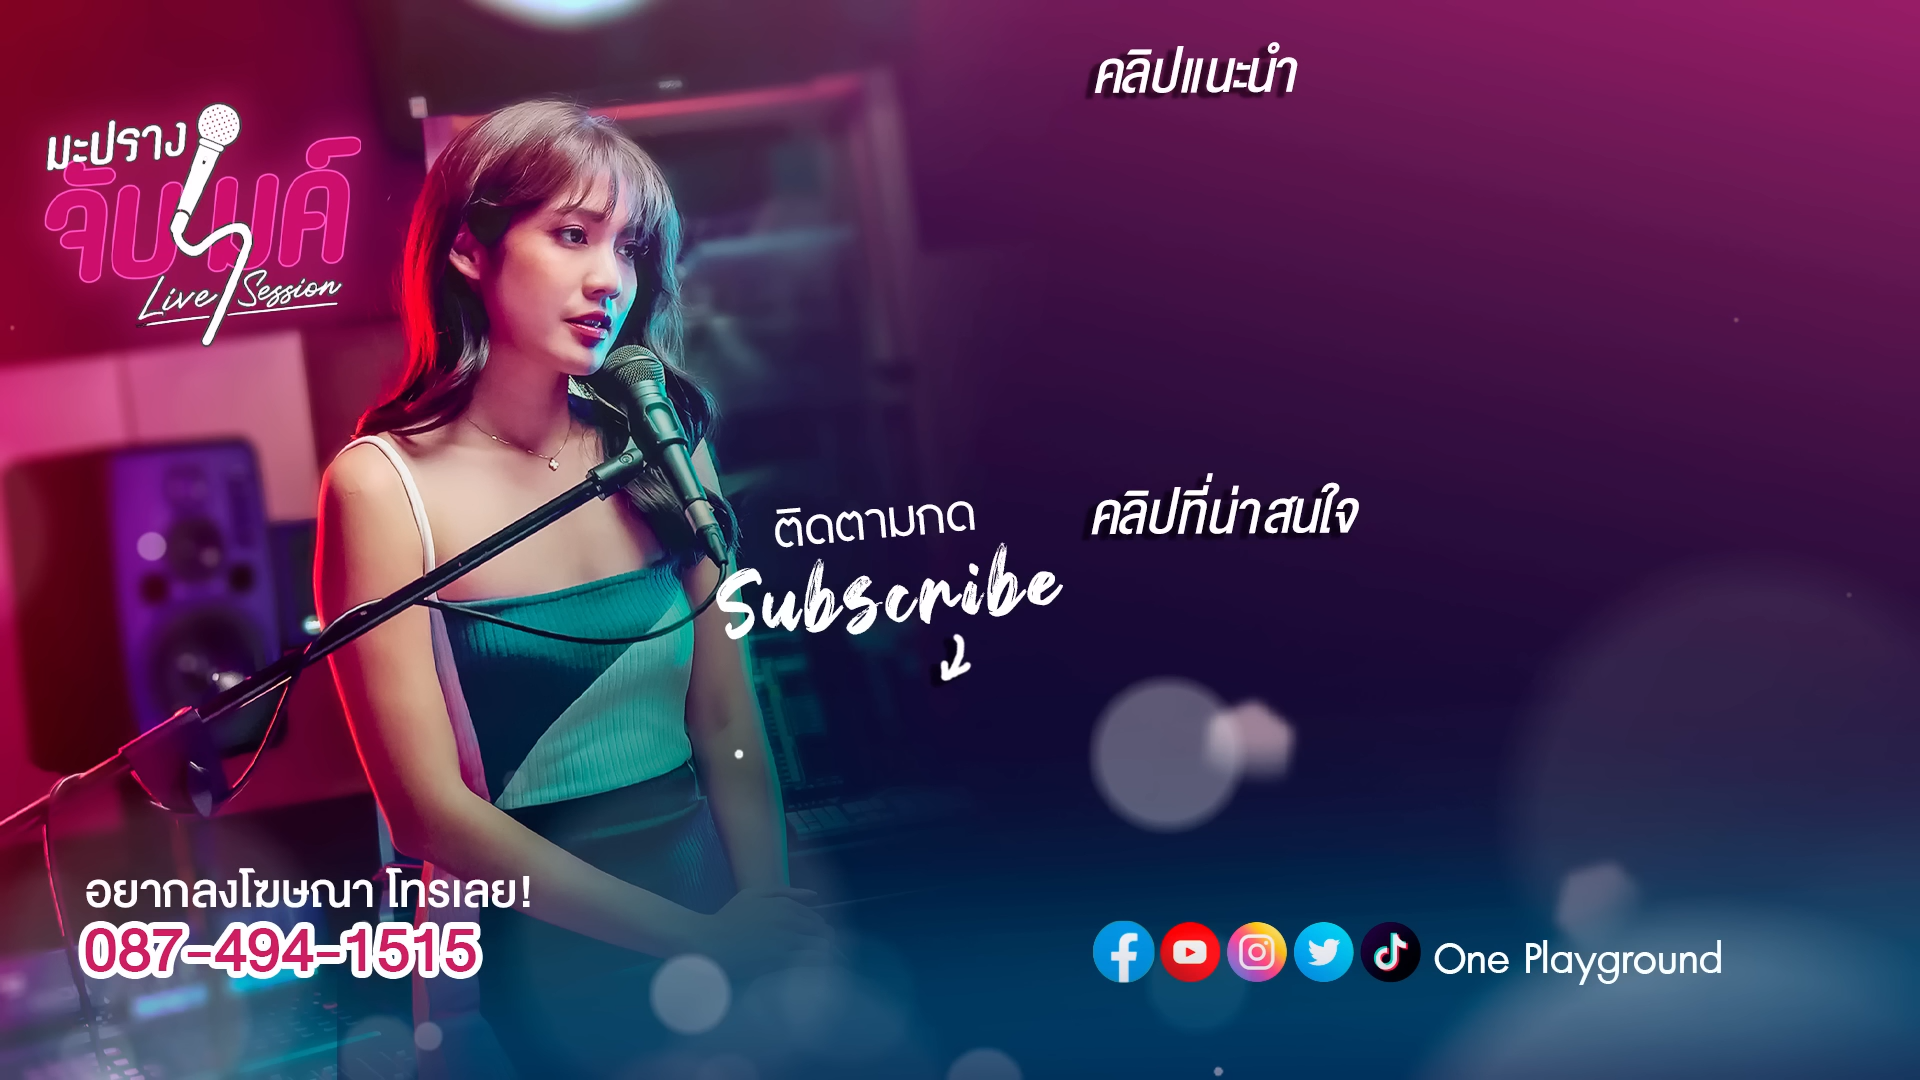 มะปราง
จับไมค์
Live Session
คลิปแนะนำ
ติดตามกด
Subscribe
คลิปที่น่าสนใจ
อยากลงโฆษณา โทรเลย!
087-494-1515
One Playground